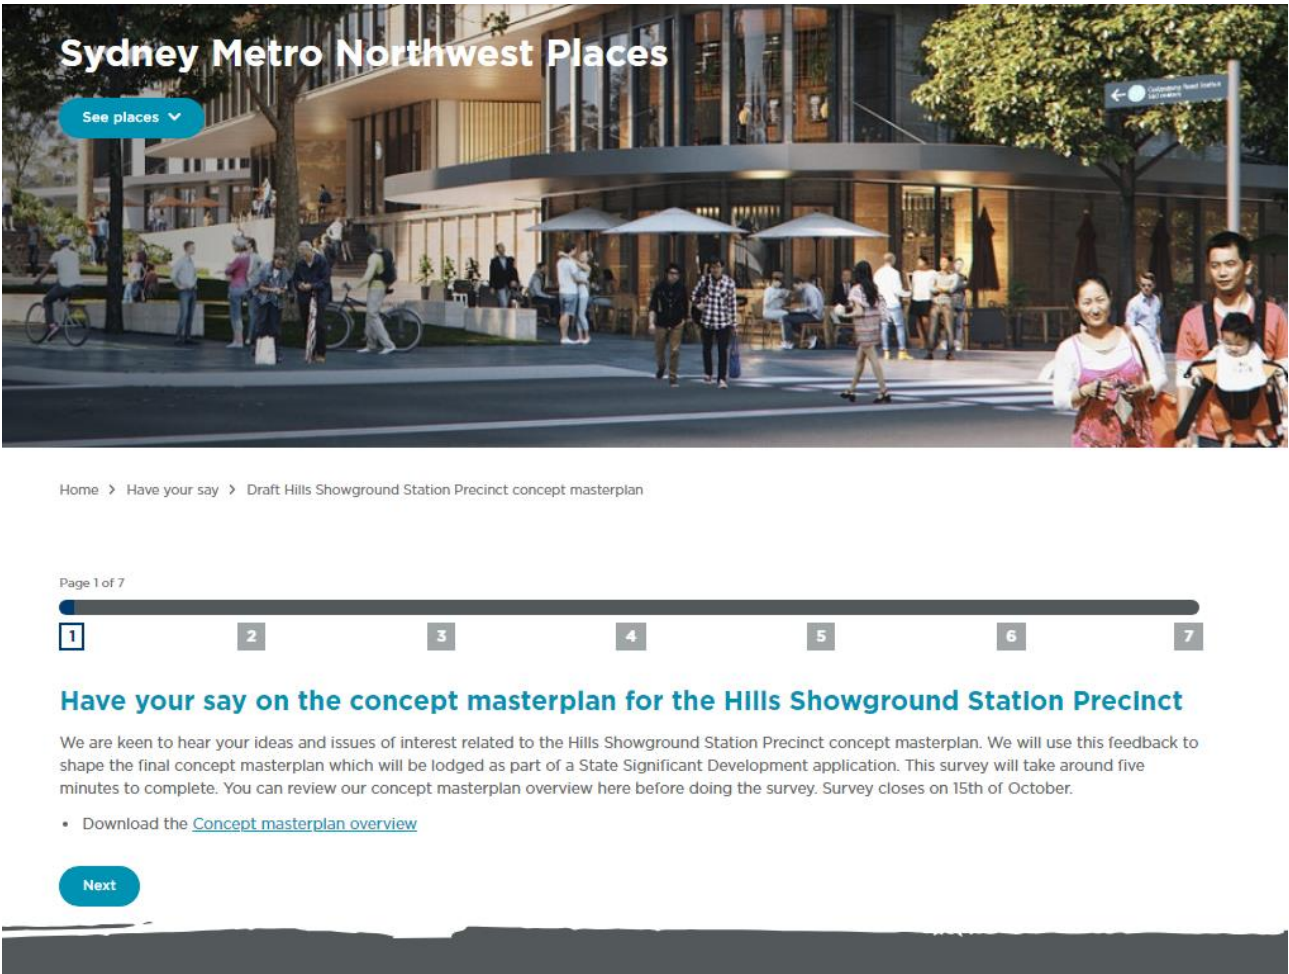 Sydney Metro Northwest Places
See places
Home > Have your say > Draft Hills Showground Station Precinct concept masterplan
Page 1 of 7
1 2 3 4 5 6 7
Have your say on the concept masterplan for the Hills Showground Station Precinct
We are keen to hear your ideas and issues of interest related to the Hills Showground Station Precinct concept masterplan. We will use this feedback to
shape the final concept masterplan which will be lodged as part of a State Significant Development application. This survey will take around five
minutes to complete. You can review our concept masterplan overview here before doing the survey. Survey closes on 15th of October.
• Download the Concept masterplan overview
Next